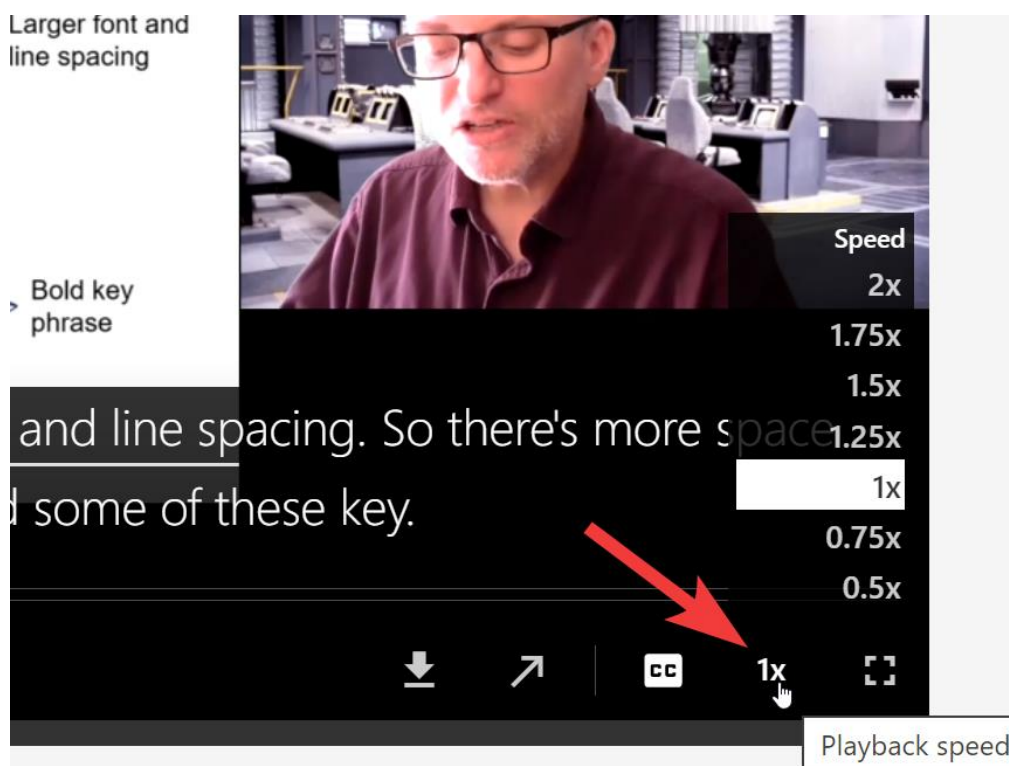 Larger font and
line spacing
Bold key
phrase
Speed
2x
1.75x
1.5x
1.25x
1x
0.75x
0.5x
and line spacing. So there's more space
some of these key.
CC
1x
Playback speed